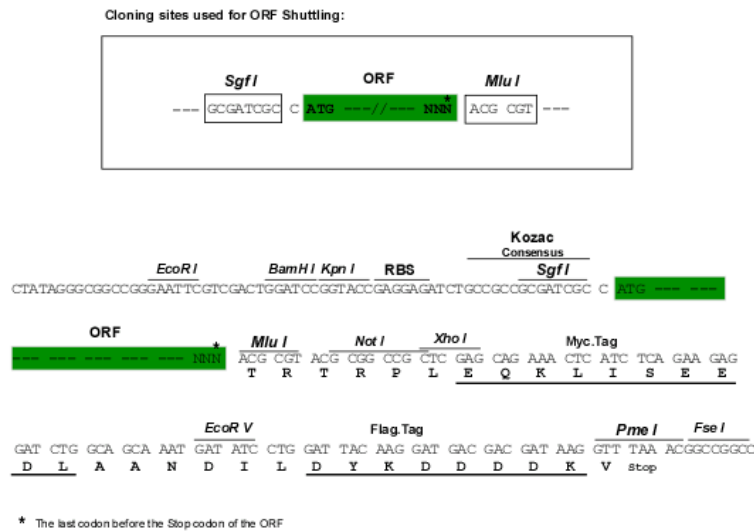 Cloning sites used for ORF Shuttling:
Sgf I ORF Mlu I
--- GCGATCGC C ATG ---//--- NNN* ACG CGT ---
Kozac
Consensus
EcoR I BamH I Kpn I RBS Sgf I
CTATAGGGCGGCCGGGAATTCGTCGACTGGATCCGGTACCGAGGAGATCTGCCGCCGCGATCGC C ATG --- ---
ORF
Mlu I Not I Xho I Myc.Tag
--- --- --- --- --- --- NNN* ACG CGT ACG CGG CCG CTC GAG CAG AAA CTC ATC TCA GAA GAG
T R T R P L E Q K L I S E E
EcoR V Flag.Tag Pme I Fse I
GAT CTG GCA GCA AAT GAT ATC CTG GAT TAC AAG GAT GAC GAC GAT AAG GTT TAA ACGGCCGGCC
D L A A N D I L D Y K D D D D K V Stop
* The last codon before the Stop codon of the ORF